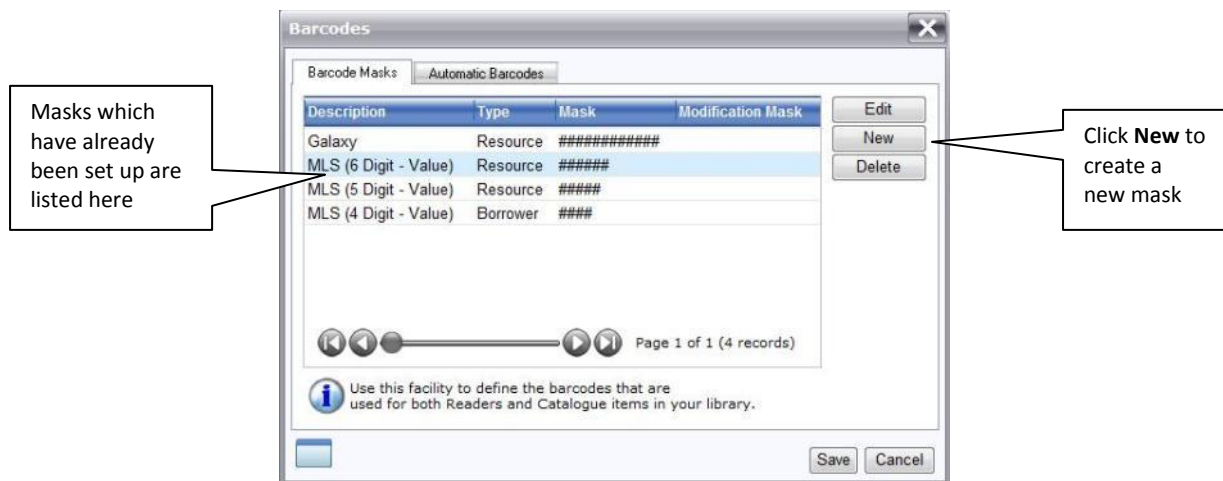 Barcodes
Barcode Masks Automatic Barcodes
Masks which
have already
been set up are
listed here
Description Type Mask Modification Mask
Galaxy Resource ############
MLS (6 Digit - Value) Resource ######
MLS (5 Digit - Value) Resource #####
MLS (4 Digit - Value) Borrower ####
Edit
New
Delete
Click New to
create a
new mask
Page 1 of 1 (4 records)
Use this facility to define the barcodes that are
used for both Readers and Catalogue items in your library.
Save Cancel